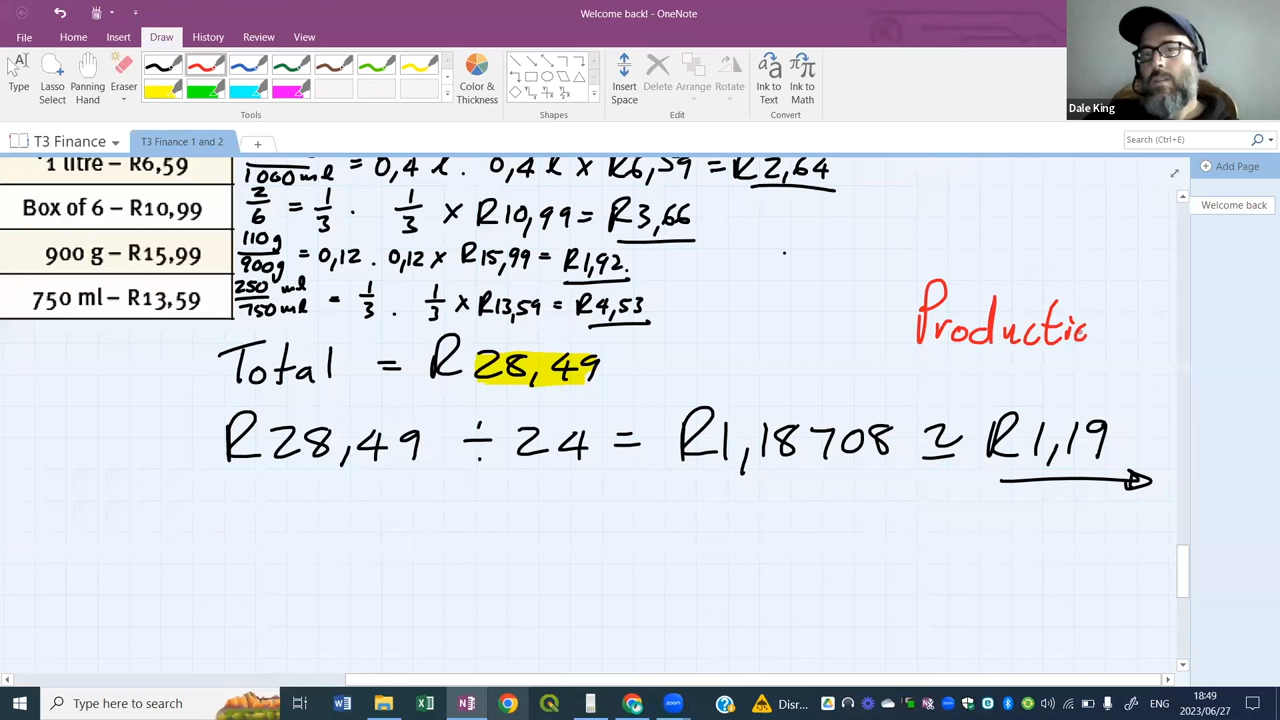 Welcome back! - OneNote
File Home Insert Draw History Review View
Type Lasso Select Panning Hand Eraser Color & Thickness Insert Space Delete Arrange Rotate Ink to Text Ink to Math
Tools Shapes Edit Convert
Dale King
T3 Finance T3 Finance 1 and 2 +
Search (Ctrl+E)
Add Page
Welcome back
1 litre – R6,59
1000ml = 0,4 l . 0,4 l × R6,59 = R2,64
Box of 6 – R10,99
2/6 = 1/3 . 1/3 × R10,99 = R3,66
900 g – R15,99
110g/900g = 0,12 . 0,12 × R15,99 = R1,92.
750 ml – R13,59
250 ml/750 ml = 1/3 . 1/3 × R13,59 = R4,53
Productio
Total = R28,49
R28,49 ÷ 24 = R1,18708 ≃ R1,19
Type here to search
Disr...
ENG
18:49
2023/06/27